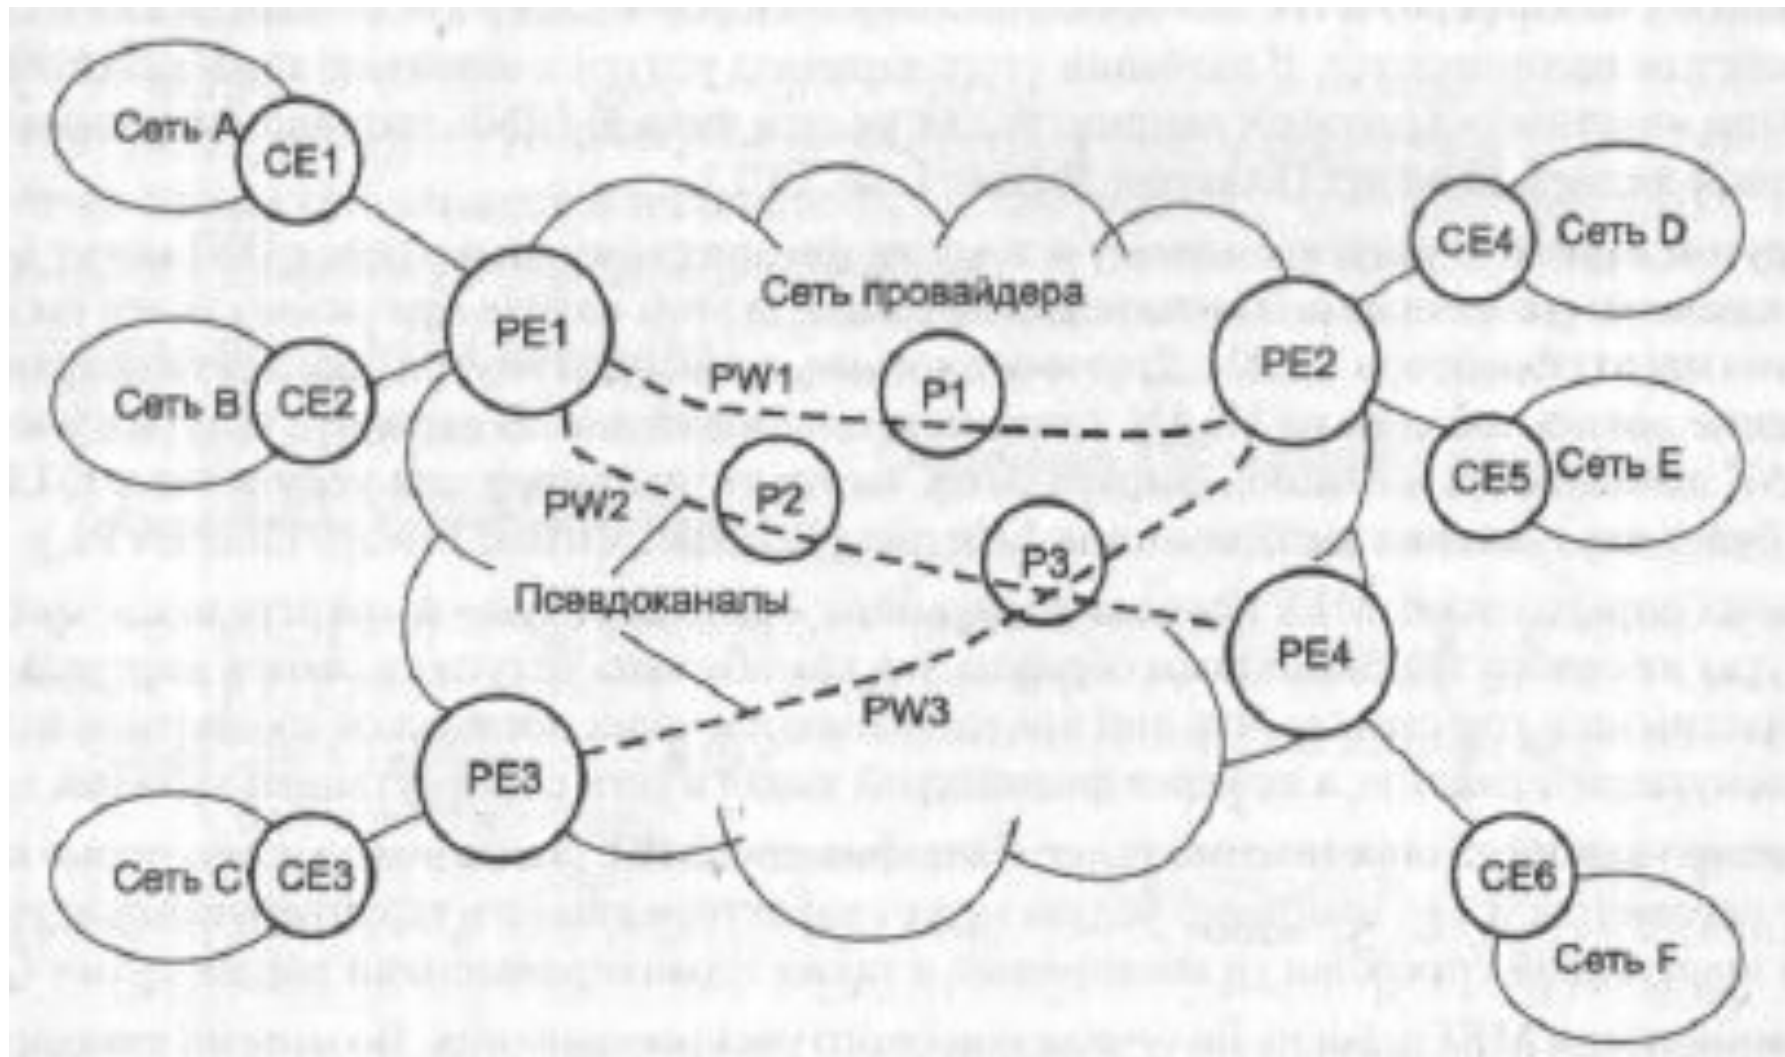 Сеть A
CE1
CE4
Сеть D
Сеть провайдера
PE1
PE2
PW1
P1
Сеть B
CE2
CE5
Сеть E
PW2
P2
P3
Псевдоканалы
PE4
PW3
PE3
Сеть C
CE3
CE6
Сеть F